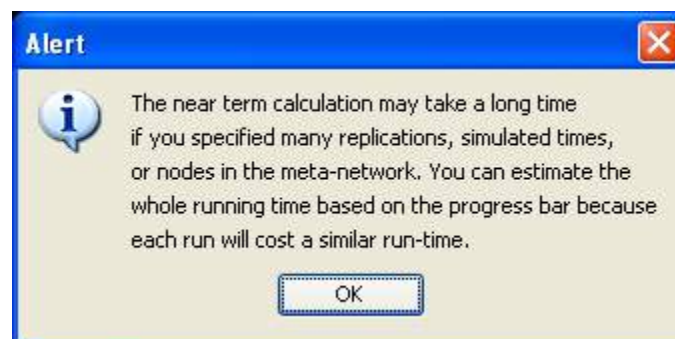 Alert
The near term calculation may take a long time
if you specified many replications, simulated times,
or nodes in the meta-network. You can estimate the
whole running time based on the progress bar because
each run will cost a similar run-time.
OK